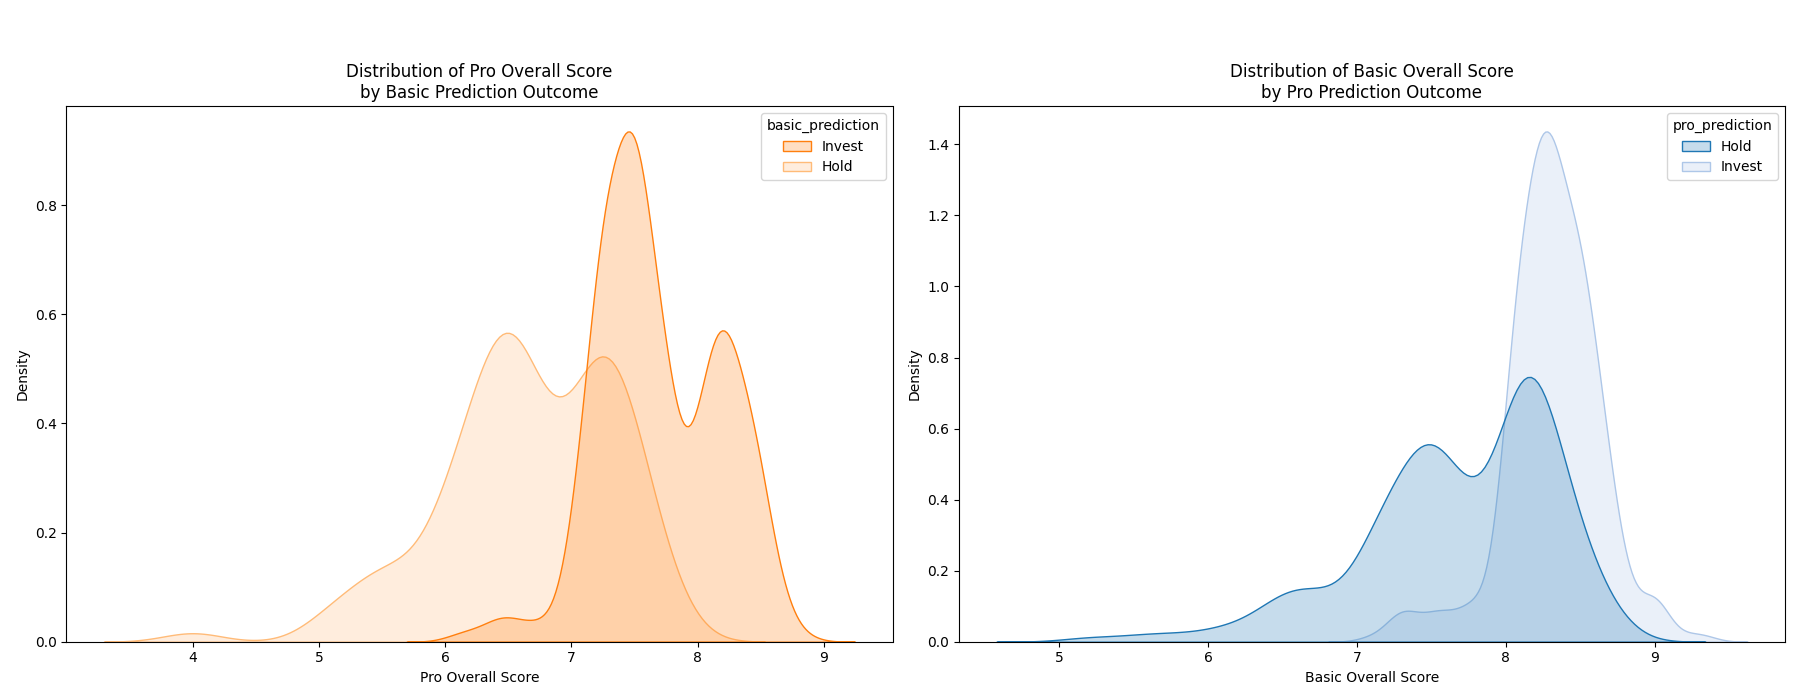 Distribution of Pro Overall Score
by Basic Prediction Outcome
basic_prediction
Invest
Hold
0.8
0.6
0.4
0.2
0.0
Density
4 5 6 7 8 9
Pro Overall Score
Distribution of Basic Overall Score
by Pro Prediction Outcome
pro_prediction
Hold
Invest
1.4
1.2
1.0
0.8
0.6
0.4
0.2
0.0
Density
5 6 7 8 9
Basic Overall Score